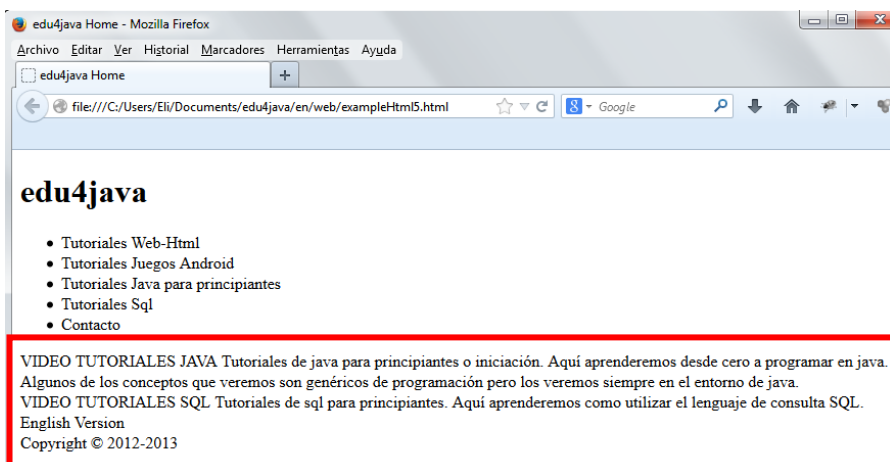 edu4java Home - Mozilla Firefox
Archivo Editar Ver Historial Marcadores Herramientas Ayuda
edu4java Home +
file:///C:/Users/Eli/Documents/edu4java/en/web/exampleHtml5.html 8 Google
edu4java
• Tutoriales Web-Html
• Tutoriales Juegos Android
• Tutoriales Java para principiantes
• Tutoriales Sql
• Contacto
VIDEO TUTORIALES JAVA Tutoriales de java para principiantes o iniciación. Aquí aprenderemos desde cero a programar en java.
Algunos de los conceptos que veremos son genéricos de programación pero los veremos siempre en el entorno de java.
VIDEO TUTORIALES SQL Tutoriales de sql para principiantes. Aquí aprenderemos como utilizar el lenguaje de consulta SQL.
English Version
Copyright © 2012-2013